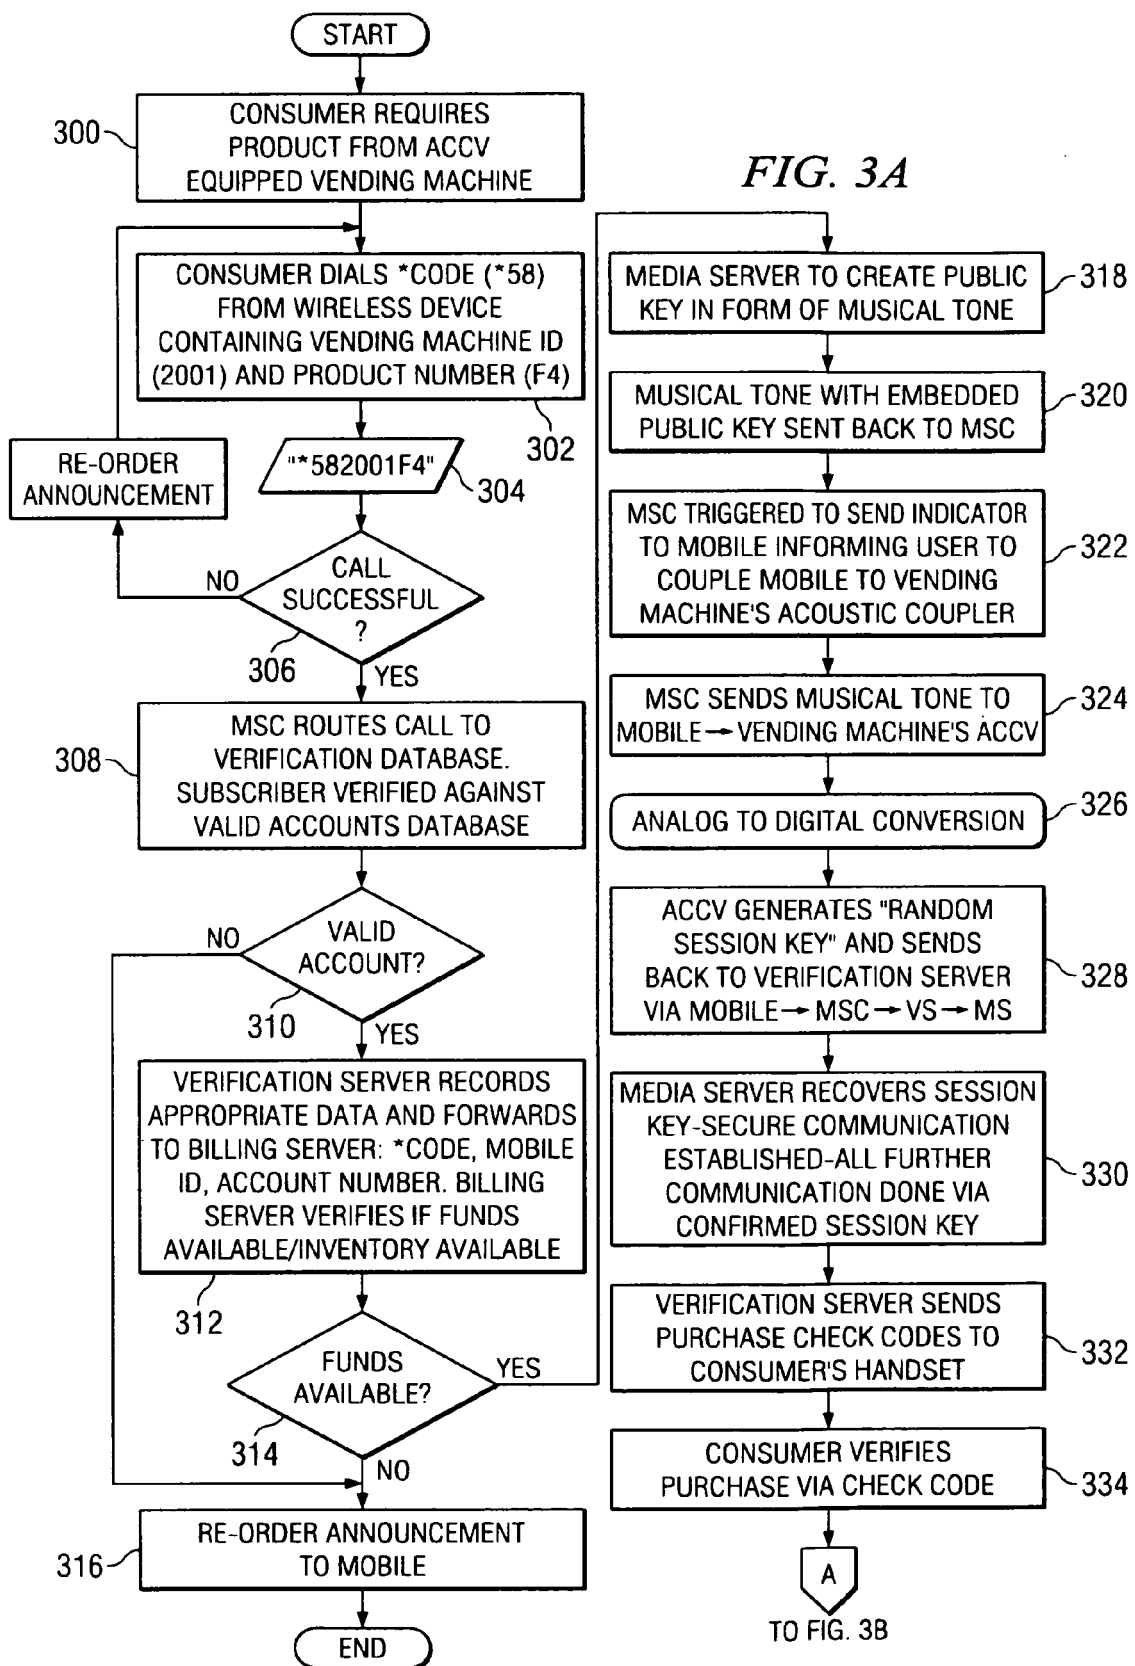 START
300
CONSUMER REQUIRES
PRODUCT FROM ACCV
EQUIPPED VENDING MACHINE
CONSUMER DIALS *CODE (*58)
FROM WIRELESS DEVICE
CONTAINING VENDING MACHINE ID
(2001) AND PRODUCT NUMBER (F4)
302
"*582001F4"
304
RE-ORDER
ANNOUNCEMENT
NO
CALL
SUCCESSFUL
?
306
YES
308
MSC ROUTES CALL TO
VERIFICATION DATABASE.
SUBSCRIBER VERIFIED AGAINST
VALID ACCOUNTS DATABASE
NO
VALID
ACCOUNT?
310
YES
VERIFICATION SERVER RECORDS
APPROPRIATE DATA AND FORWARDS
TO BILLING SERVER: *CODE, MOBILE
ID, ACCOUNT NUMBER. BILLING
SERVER VERIFIES IF FUNDS
AVAILABLE/INVENTORY AVAILABLE
312
FUNDS
AVAILABLE?
YES
314
NO
316
RE-ORDER ANNOUNCEMENT
TO MOBILE
END
FIG. 3A
MEDIA SERVER TO CREATE PUBLIC
KEY IN FORM OF MUSICAL TONE
318
MUSICAL TONE WITH EMBEDDED
PUBLIC KEY SENT BACK TO MSC
320
MSC TRIGGERED TO SEND INDICATOR
TO MOBILE INFORMING USER TO
COUPLE MOBILE TO VENDING
MACHINE'S ACOUSTIC COUPLER
322
MSC SENDS MUSICAL TONE TO
MOBILE→VENDING MACHINE'S ACCV
324
ANALOG TO DIGITAL CONVERSION
326
ACCV GENERATES "RANDOM
SESSION KEY" AND SENDS
BACK TO VERIFICATION SERVER
VIA MOBILE→MSC→VS→MS
328
MEDIA SERVER RECOVERS SESSION
KEY-SECURE COMMUNICATION
ESTABLISHED-ALL FURTHER
COMMUNICATION DONE VIA
CONFIRMED SESSION KEY
330
VERIFICATION SERVER SENDS
PURCHASE CHECK CODES TO
CONSUMER'S HANDSET
332
CONSUMER VERIFIES
PURCHASE VIA CHECK CODE
334
A
TO FIG. 3B